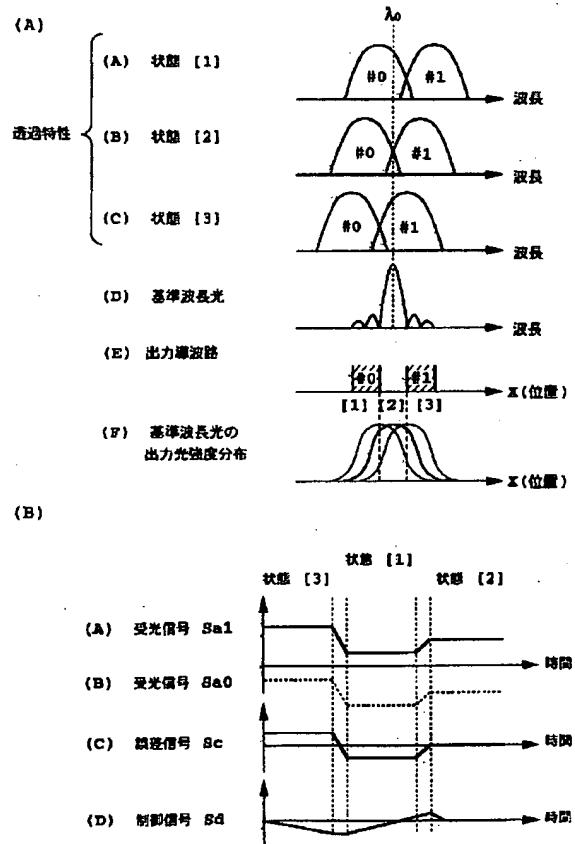 (A)
λ0
(A) 状態 [1]
#0 #1
波長
透過特性
(B) 状態 [2]
#0 #1
波長
(C) 状態 [3]
#0 #1
波長
(D) 基準波長光
波長
(E) 出力導波路
#0 #1
X(位置)
[1] [2] [3]
(F) 基準波長光の
出力光強度分布
X(位置)
(B)
状態 [1]
状態 [3] 状態 [2]
(A) 受光信号 Sa1
時間
(B) 受光信号 Sa0
(C) 誤差信号 Sc
時間
(D) 制御信号 Sd
時間